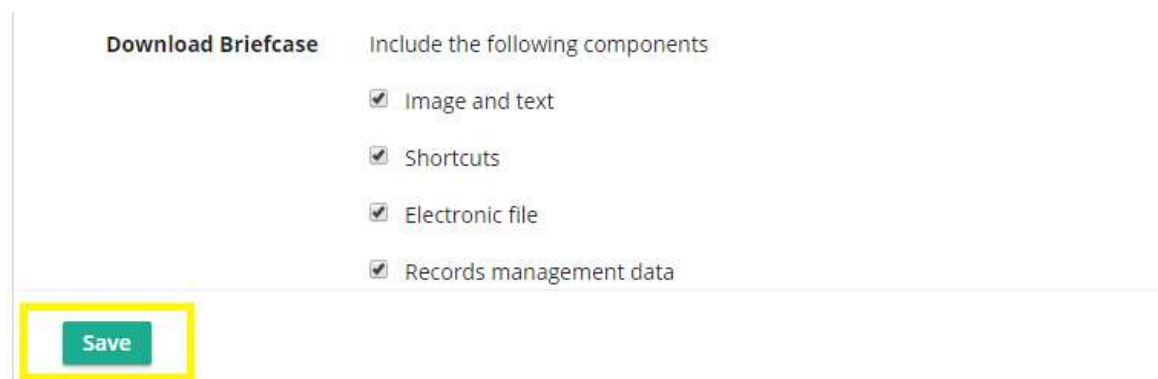 Download Briefcase Include the following components
Image and text
Shortcuts
Electronic file
Records management data
Save